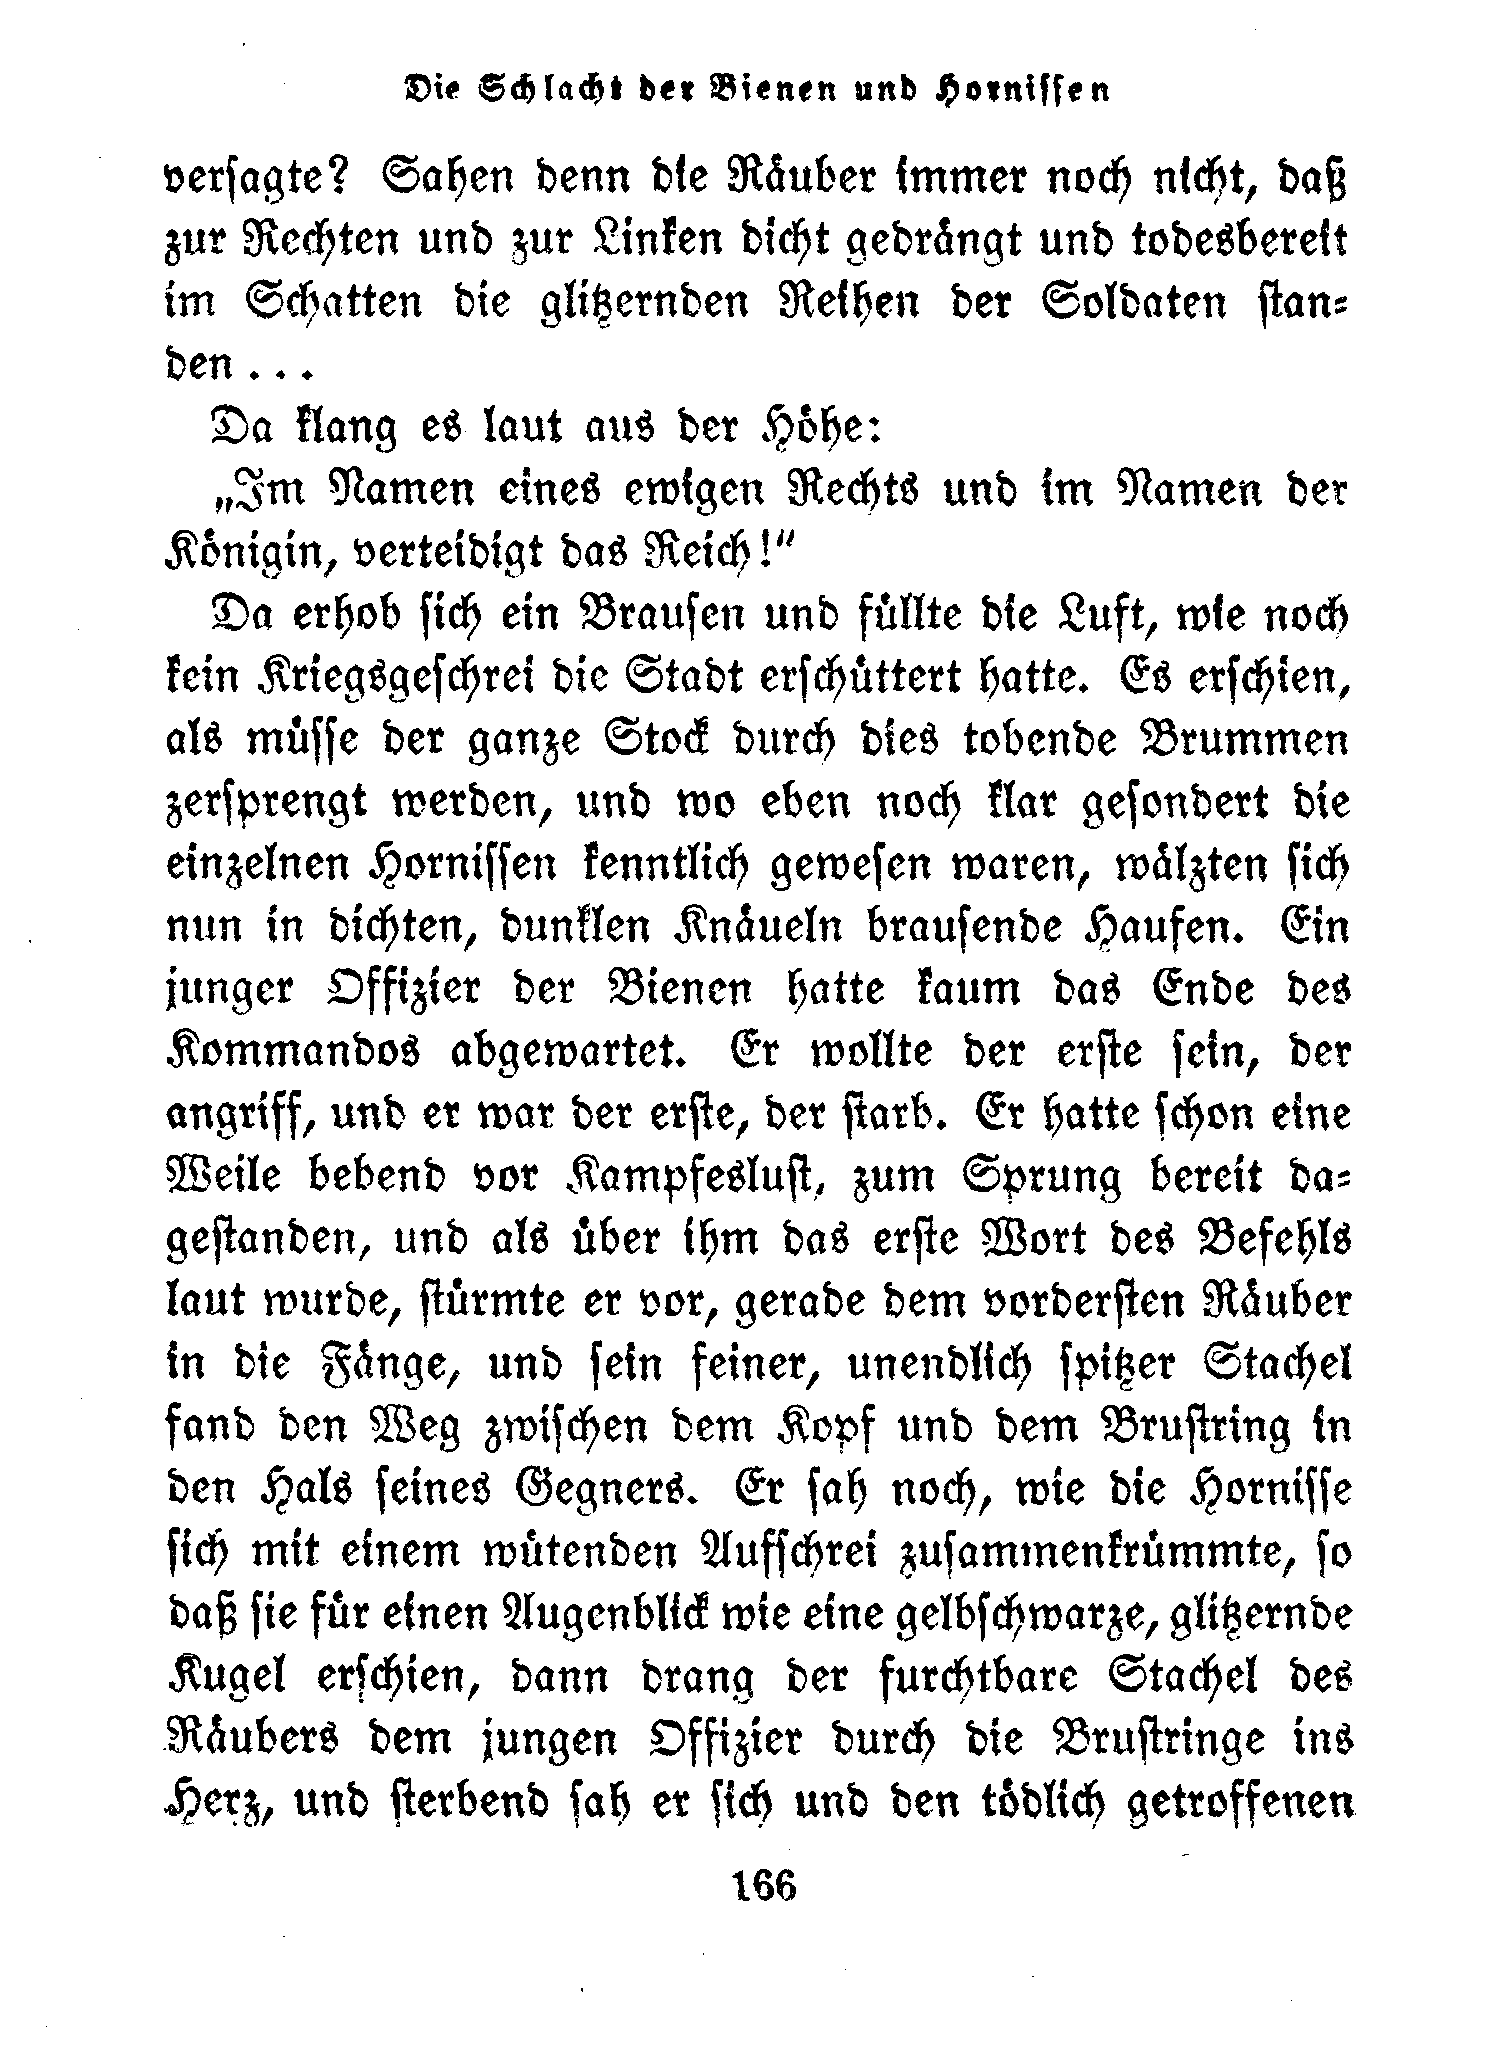 Die Schlacht der Bienen und Hornissen
versagte? Sahen denn die Räuber immer noch nicht, daß
zur Rechten und zur Linken dicht gedrängt und todesbereit
im Schatten die glitzernden Reihen der Soldaten stan-
den . . .
Da klang es laut aus der Höhe:
„Im Namen eines ewigen Rechts und im Namen der
Königin, verteidigt das Reich!“
Da erhob sich ein Brausen und füllte die Luft, wie noch
kein Kriegsgeschrei die Stadt erschüttert hatte. Es erschien,
als müsse der ganze Stock durch dies tobende Brummen
zersprengt werden, und wo eben noch klar gesondert die
einzelnen Hornissen kenntlich gewesen waren, wälzten sich
nun in dichten, dunklen Knäueln brausende Haufen. Ein
junger Offizier der Bienen hatte kaum das Ende des
Kommandos abgewartet. Er wollte der erste sein, der
angriff, und er war der erste, der starb. Er hatte schon eine
Weile bebend vor Kampfeslust, zum Sprung bereit da-
gestanden, und als über ihm das erste Wort des Befehls
laut wurde, stürmte er vor, gerade dem vordersten Räuber
in die Fänge, und sein feiner, unendlich spitzer Stachel
fand den Weg zwischen dem Kopf und dem Brustring in
den Hals seines Gegners. Er sah noch, wie die Hornisse
sich mit einem wütenden Aufschrei zusammenkrümmte, so
daß sie für einen Augenblick wie eine gelbschwarze, glitzernde
Kugel erschien, dann drang der furchtbare Stachel des
Räubers dem jungen Offizier durch die Brustringe ins
Herz, und sterbend sah er sich und den tödlich getroffenen
166